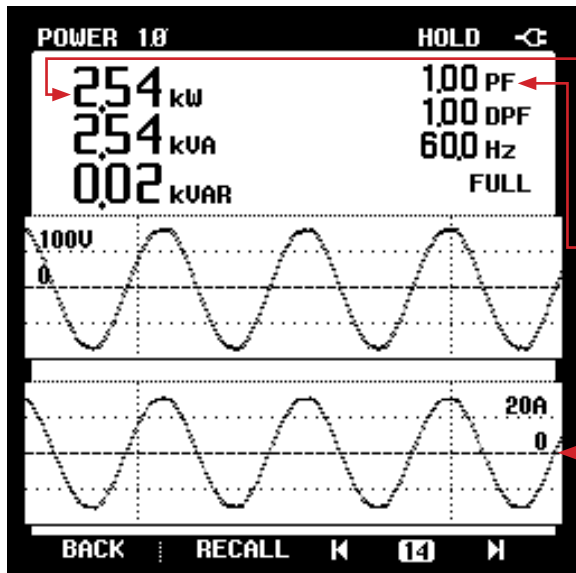 POWER 1.0Ø HOLD
2.54 kW 1.00 PF
2.54 kVA 1.00 DPF
0.02 kVAR 60.0 Hz
FULL
100V
0
20A
0
BACK RECALL 14